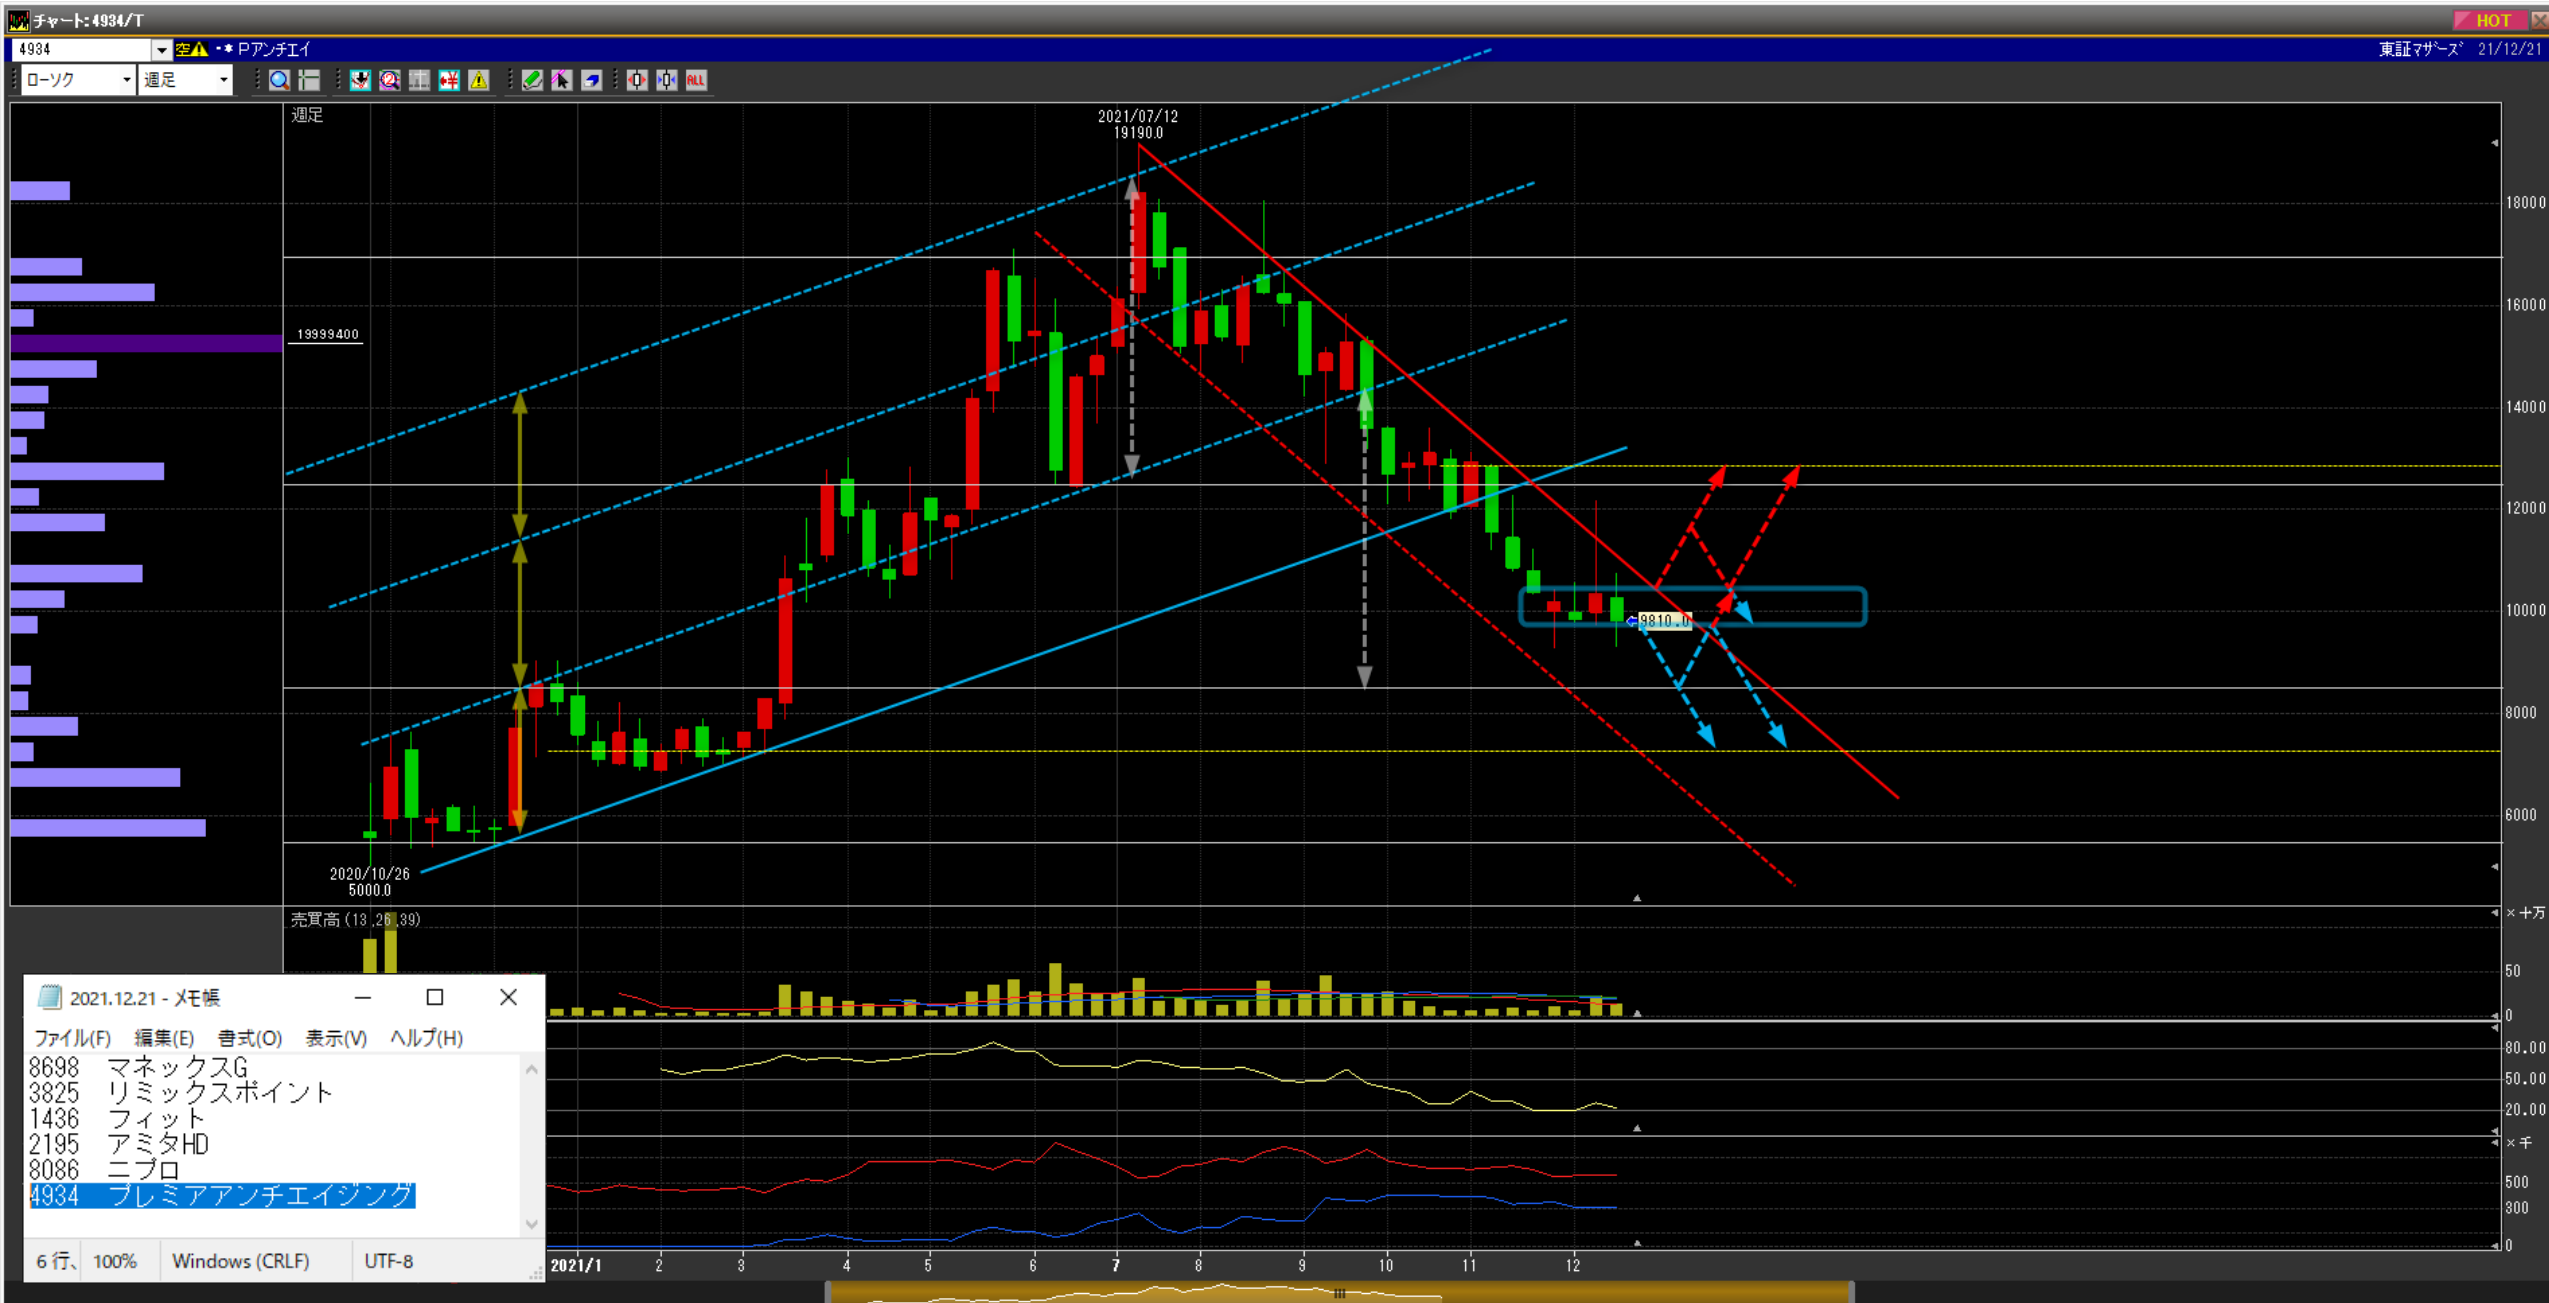 チャート:4934/T
HOT
4934
空 ・* Pアンチエイ
東証マザーズ 21/12/21
ローソク
週足
ALL
週足
2021/07/12
19190.0
18000
16000
19999400
14000
12000
10000
9810.0
8000
6000
2020/10/26
5000.0
売買高(13,26,39)
×十万
50
0
80.00
50.00
20.00
×千
500
300
0
2021/1
2
3
4
5
6
7
8
9
10
11
12
2021.12.21 - メモ帳
ファイル(F) 編集(E) 書式(O) 表示(V) ヘルプ(H)
8698 マネックスG
3825 リミックスポイント
1436 フィット
2195 アミタHD
8086 ニプロ
4934 プレミアアンチエイジング
6 行、 100% Windows (CRLF) UTF-8